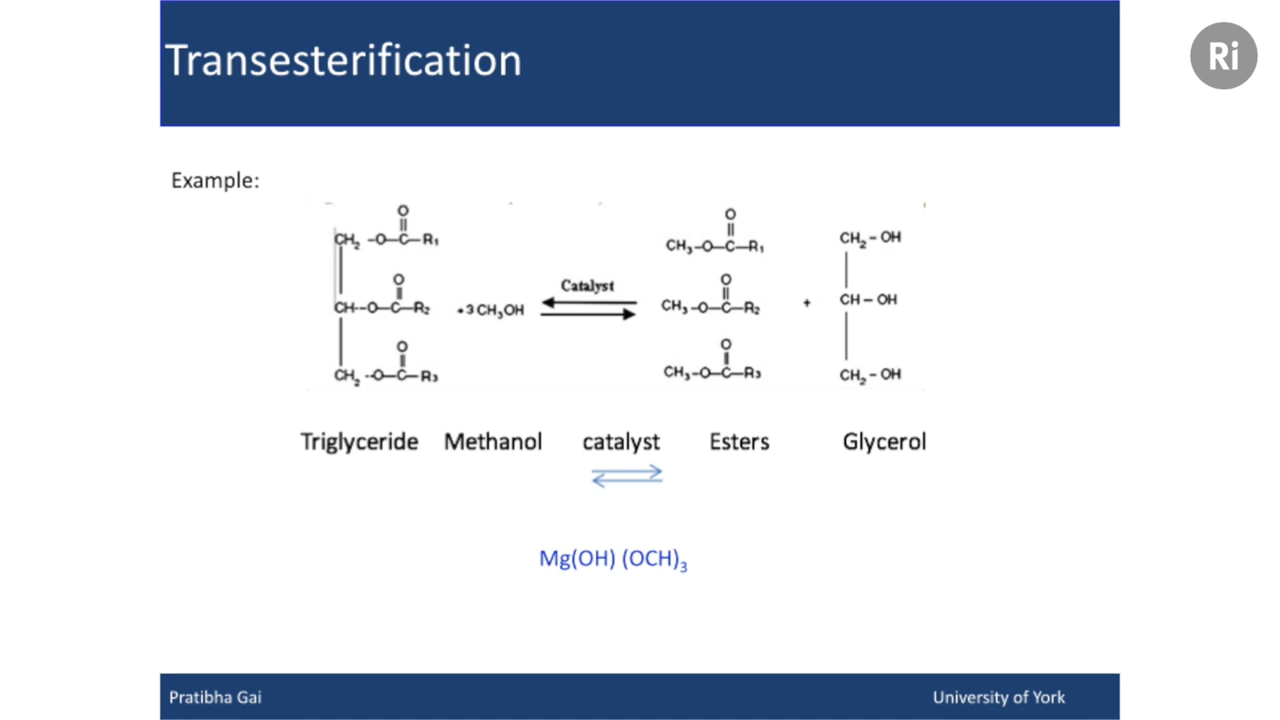 Transesterification
Ri
Example:
O
||
CH₂ -O-C-R₁
O
||
CH--O-C-R₂
+3 CH₃OH
O
||
CH₂ --O-C-R₃
Catalyst
O
||
CH₃-O-C-R₁
O
||
CH₃-O-C-R₂
O
||
CH₃-O-C-R₃
+
CH₂ - OH
CH - OH
CH₂ - OH
Triglyceride Methanol catalyst Esters Glycerol
Mg(OH) (OCH)₃
Pratibha Gai University of York